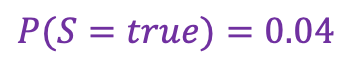 P(S = true) = 0.04